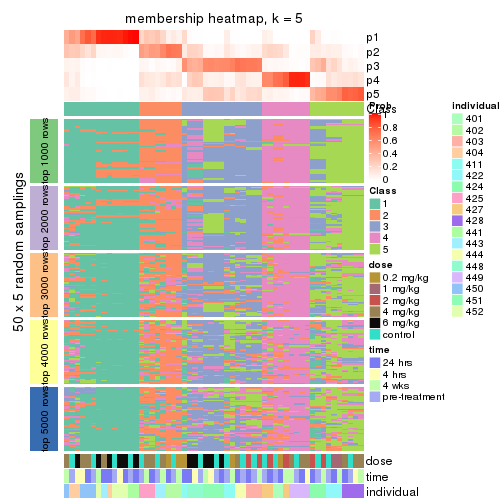 membership heatmap, k = 5
p1
p2
p3
p4
p5
Prob
Class
1
0.8
0.6
0.4
0.2
0
Class
1
2
3
4
5
dose
0.2 mg/kg
1 mg/kg
2 mg/kg
4 mg/kg
6 mg/kg
control
time
24 hrs
4 hrs
4 wks
pre-treatment
individual
401
402
403
404
411
422
424
425
427
428
441
443
444
448
449
450
451
452
50 x 5 random samplings
top 1000 rows
top 2000 rows
top 3000 rows
top 4000 rows
top 5000 rows
dose
time
individual